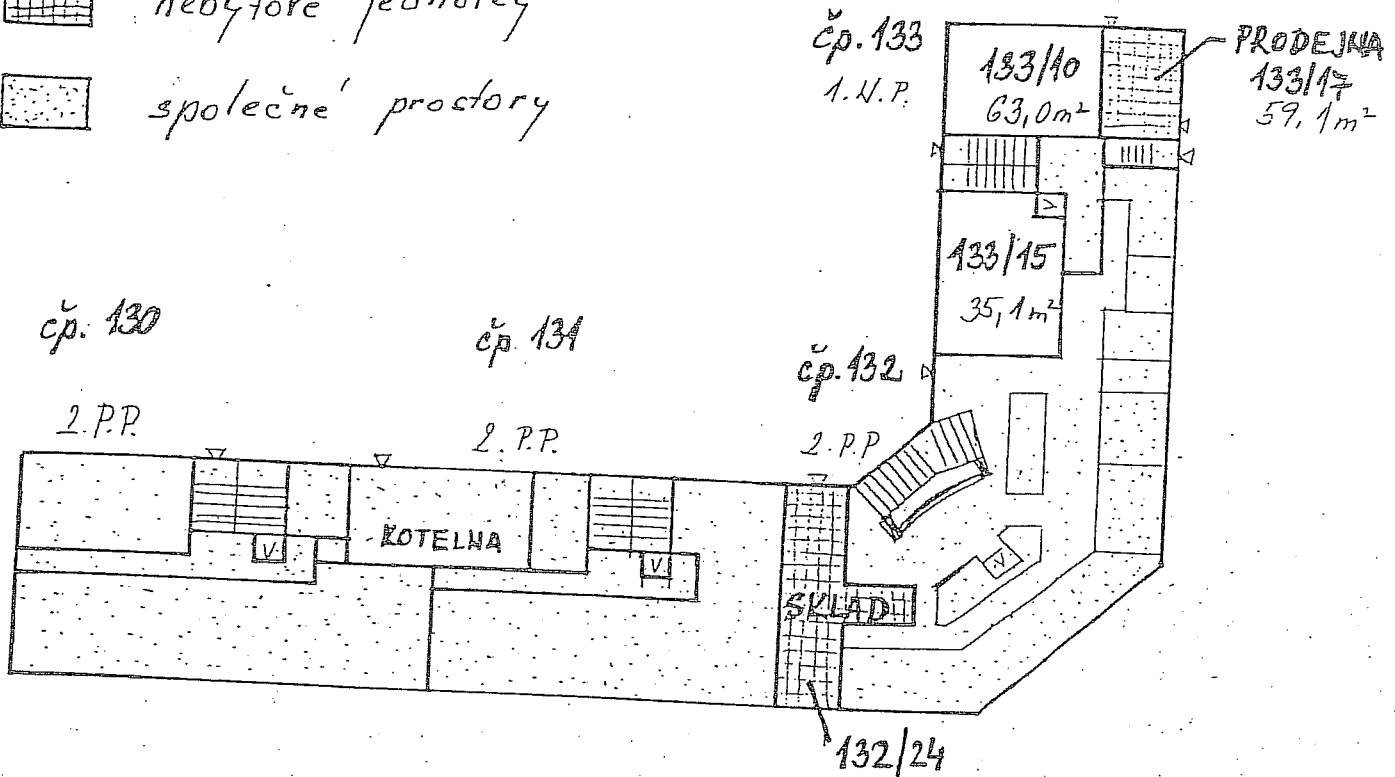 nebytové jednotky
společné prostory
čp. 133
1.N.P.
133/10
63,0m²
PRODEJNA
133/17
59,1m²
V
133/15
35,1m²
čp. 130
čp. 131
čp. 132
2.P.P.
2.P.P.
2.P.P
KOTELNA
V
V
V
SKLAD
132/24